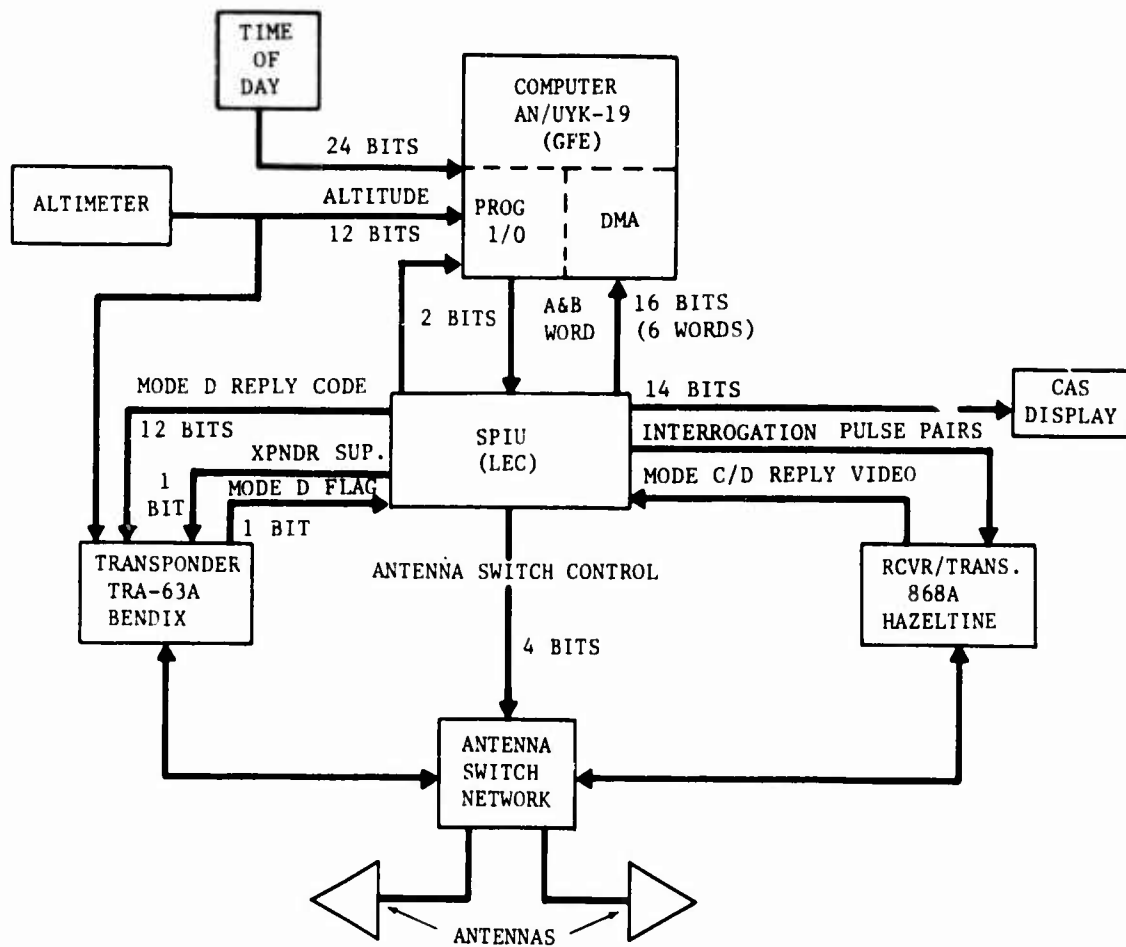 TIME
OF
DAY
COMPUTER
AN/UYK-19
(GFE)
24 BITS
ALTIMETER
ALTITUDE
12 BITS
PROG
1/O
DMA
2 BITS
A&B
WORD
16 BITS
(6 WORDS)
MODE D REPLY CODE
12 BITS
XPNDR SUP.
1
BIT
MODE D FLAG
1 BIT
SPIU
(LEC)
14 BITS
CAS
DISPLAY
INTERROGATION PULSE PAIRS
MODE C/D REPLY VIDEO
TRANSPONDER
TRA-63A
BENDIX
ANTENNA SWITCH CONTROL
4 BITS
RCVR/TRANS.
868A
HAZELTINE
ANTENNA
SWITCH
NETWORK
ANTENNAS